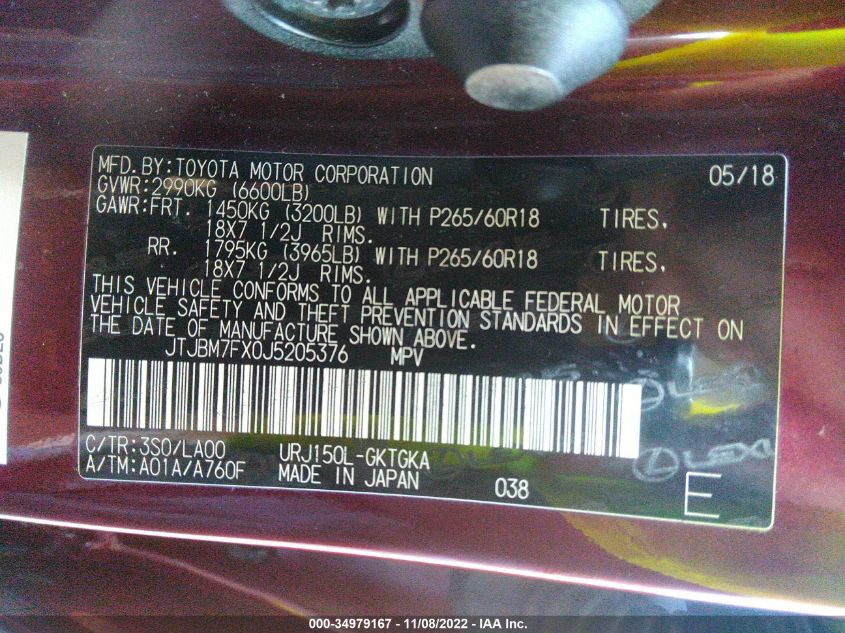 MFD.BY:TOYOTA MOTOR CORPORATION 05/18
GVWR:2990KG (6600LB)
GAWR:FRT. 1450KG (3200LB) WITH P265/60R18 TIRES,
18X7 1/2J RIMS.
RR. 1795KG (3965LB) WITH P265/60R18 TIRES,
18X7 1/2J RIMS.
THIS VEHICLE CONFORMS TO ALL APPLICABLE FEDERAL MOTOR
VEHICLE SAFETY AND THEFT PREVENTION STANDARDS IN EFFECT ON
THE DATE OF MANUFACTURE SHOWN ABOVE.
JTJBM7FX0J5205376 MPV
C/TR:3S0/LA00 URJ150L-GKTGKA
A/TM:A01A/A760F MADE IN JAPAN 038 E
000-34979167 - 11/08/2022 - IAA Inc.